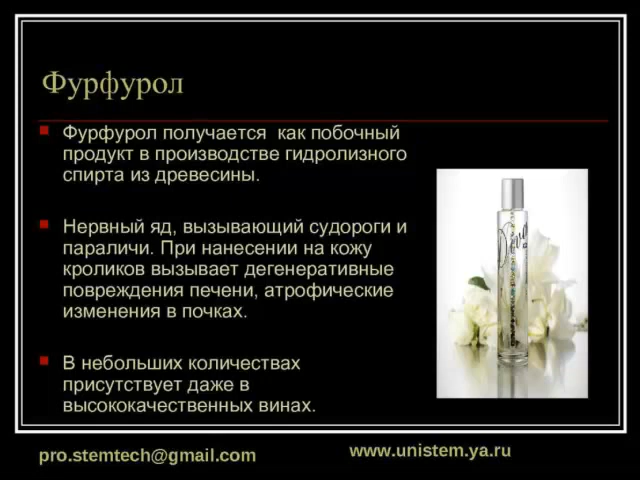 Фурфурол
Фурфурол получается как побочный
продукт в производстве гидролизного
спирта из древесины.
Нервный яд, вызывающий судороги и
параличи. При нанесении на кожу
кроликов вызывает дегенеративные
повреждения печени, атрофические
изменения в почках.
В небольших количествах
присутствует даже в
высококачественных винах.
pro.stemtech@gmail.com
www.unistem.ya.ru